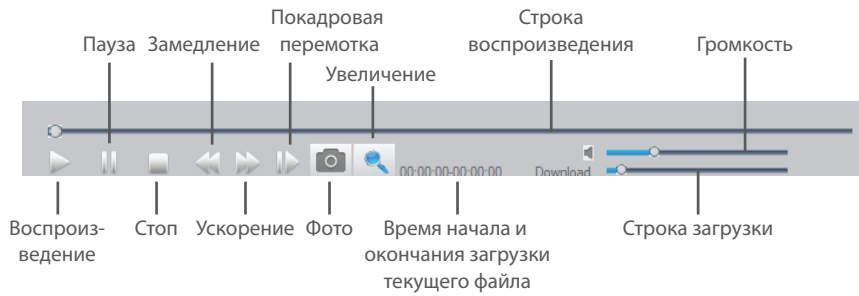 Покадровая
перемотка
Строка
воспроизведения
Пауза
Замедление
Громкость
Увеличение
00:00:00-00:00:00
Download
Воспроиз-
ведение
Стоп
Ускорение
Фото
Время начала и
окончания загрузки
текущего файла
Строка загрузки